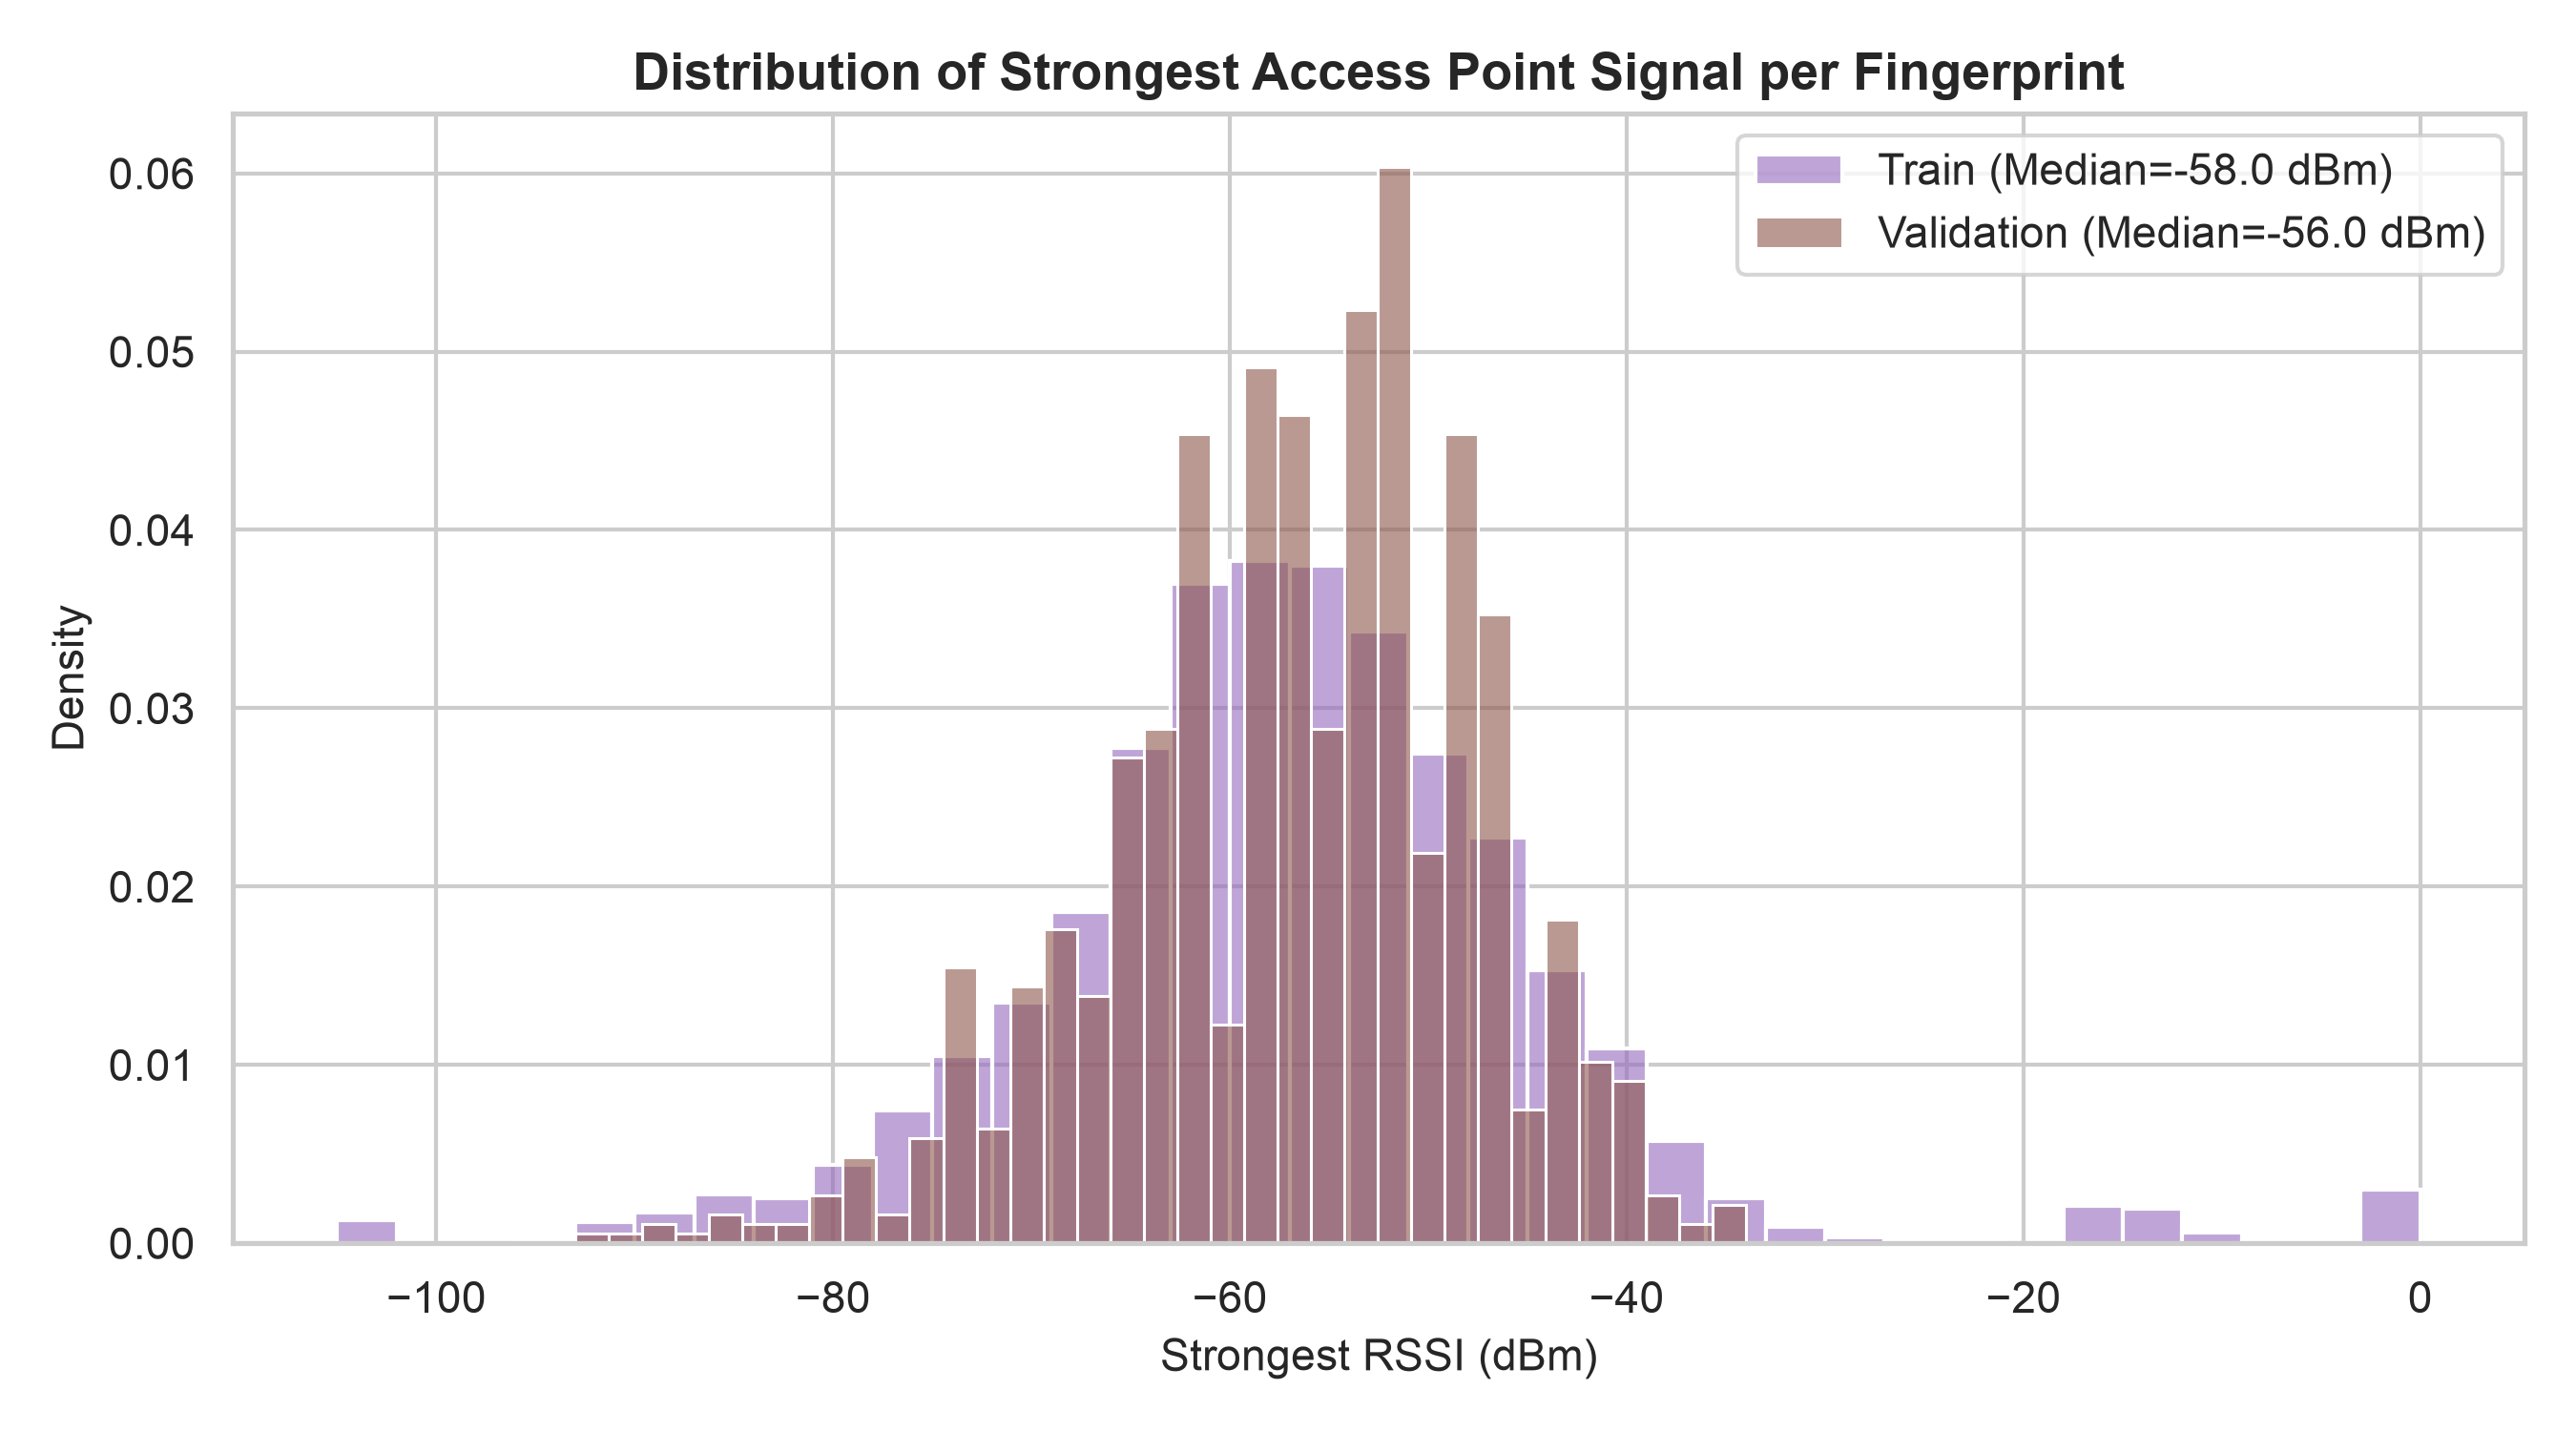 Distribution of Strongest Access Point Signal per Fingerprint
Train (Median=-58.0 dBm)
Validation (Median=-56.0 dBm)
Density
0.06
0.05
0.04
0.03
0.02
0.01
0.00
−100
−80
−60
−40
−20
0
Strongest RSSI (dBm)